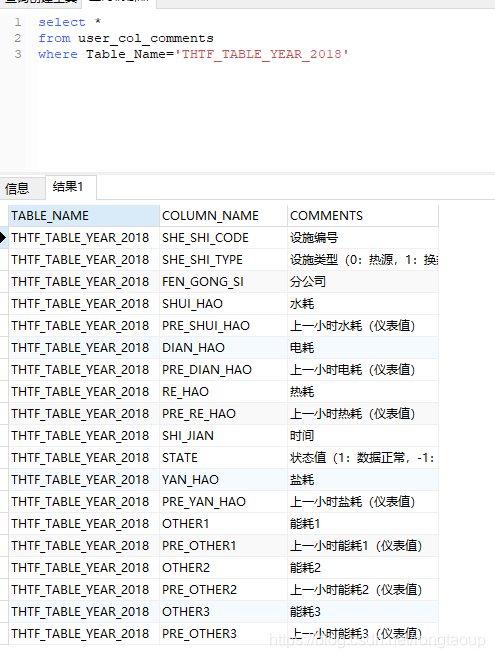 1 select *
2 from user_col_comments
3 where Table_Name='THTF_TABLE_YEAR_2018'
信息 结果1
TABLE_NAME COLUMN_NAME COMMENTS
THTF_TABLE_YEAR_2018 SHE_SHI_CODE 设施编号
THTF_TABLE_YEAR_2018 SHE_SHI_TYPE 设施类型（0：热源，1：换
THTF_TABLE_YEAR_2018 FEN_GONG_SI 分公司
THTF_TABLE_YEAR_2018 SHUI_HAO 水耗
THTF_TABLE_YEAR_2018 PRE_SHUI_HAO 上一小时水耗（仪表值）
THTF_TABLE_YEAR_2018 DIAN_HAO 电耗
THTF_TABLE_YEAR_2018 PRE_DIAN_HAO 上一小时电耗（仪表值）
THTF_TABLE_YEAR_2018 RE_HAO 热耗
THTF_TABLE_YEAR_2018 PRE_RE_HAO 上一小时热耗（仪表值）
THTF_TABLE_YEAR_2018 SHI_JIAN 时间
THTF_TABLE_YEAR_2018 STATE 状态值（1：数据正常，-1：
THTF_TABLE_YEAR_2018 YAN_HAO 盐耗
THTF_TABLE_YEAR_2018 PRE_YAN_HAO 上一小时盐耗（仪表值）
THTF_TABLE_YEAR_2018 OTHER1 能耗1
THTF_TABLE_YEAR_2018 PRE_OTHER1 上一小时能耗1（仪表值）
THTF_TABLE_YEAR_2018 OTHER2 能耗2
THTF_TABLE_YEAR_2018 PRE_OTHER2 上一小时能耗2（仪表值）
THTF_TABLE_YEAR_2018 OTHER3 能耗3
THTF_TABLE_YEAR_2018 PRE_OTHER3 上一小时能耗3（仪表值）